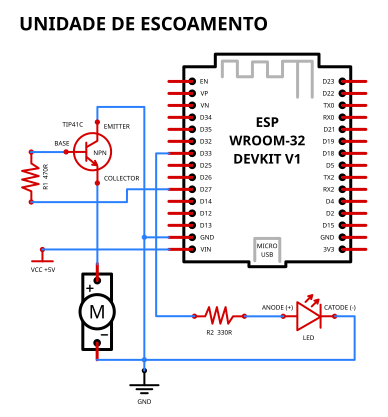 UNIDADE DE ESCOAMENTO
TIP41C
EMITTER
BASE
NPN
COLLECTOR
R1 470R
VCC +5V
M
+
−
GND
ESP
WROOM-32
DEVKIT V1
EN
VP
VN
D34
D35
D32
D33
D25
D26
D27
D14
D12
D13
GND
VIN
D23
D22
TX0
RX0
D21
D19
D18
D5
TX2
RX2
D4
D2
D15
GND
3V3
MICRO
USB
R2 330R
ANODE (+)
CATODE (-)
LED